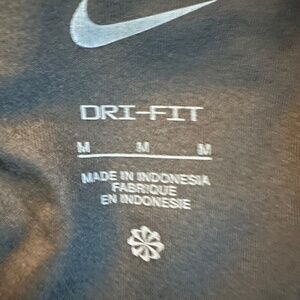 DRI-FIT
M M M
MADE IN INDONESIA
FABRIQUE
EN INDONESIE